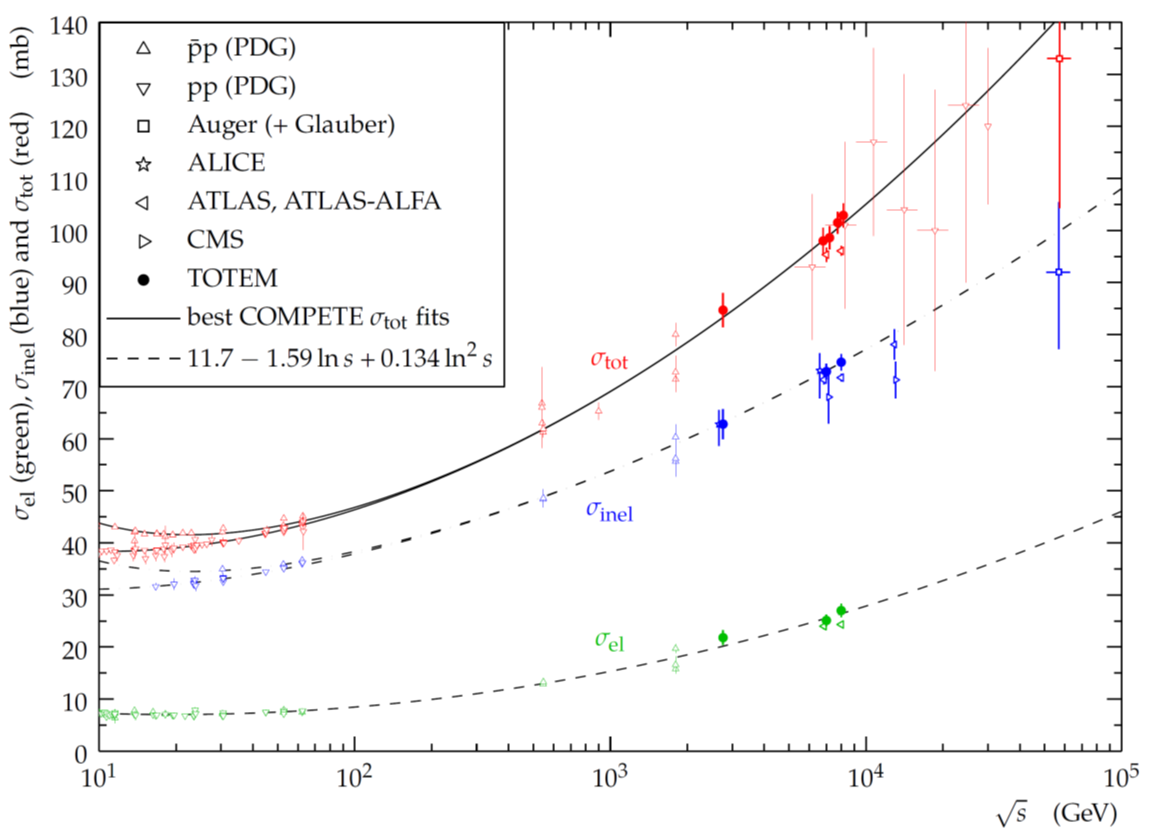 σel (green), σinel (blue) and σtot (red) (mb)
140
130
120
110
100
90
80
70
60
50
40
30
20
10
0
p̄p (PDG)
pp (PDG)
Auger (+ Glauber)
ALICE
ATLAS, ATLAS-ALFA
CMS
TOTEM
best COMPETE σtot fits
11.7 − 1.59 ln s + 0.134 ln² s
σtot
σinel
σel
10¹ 10² 10³ 10⁴ 10⁵
√s (GeV)